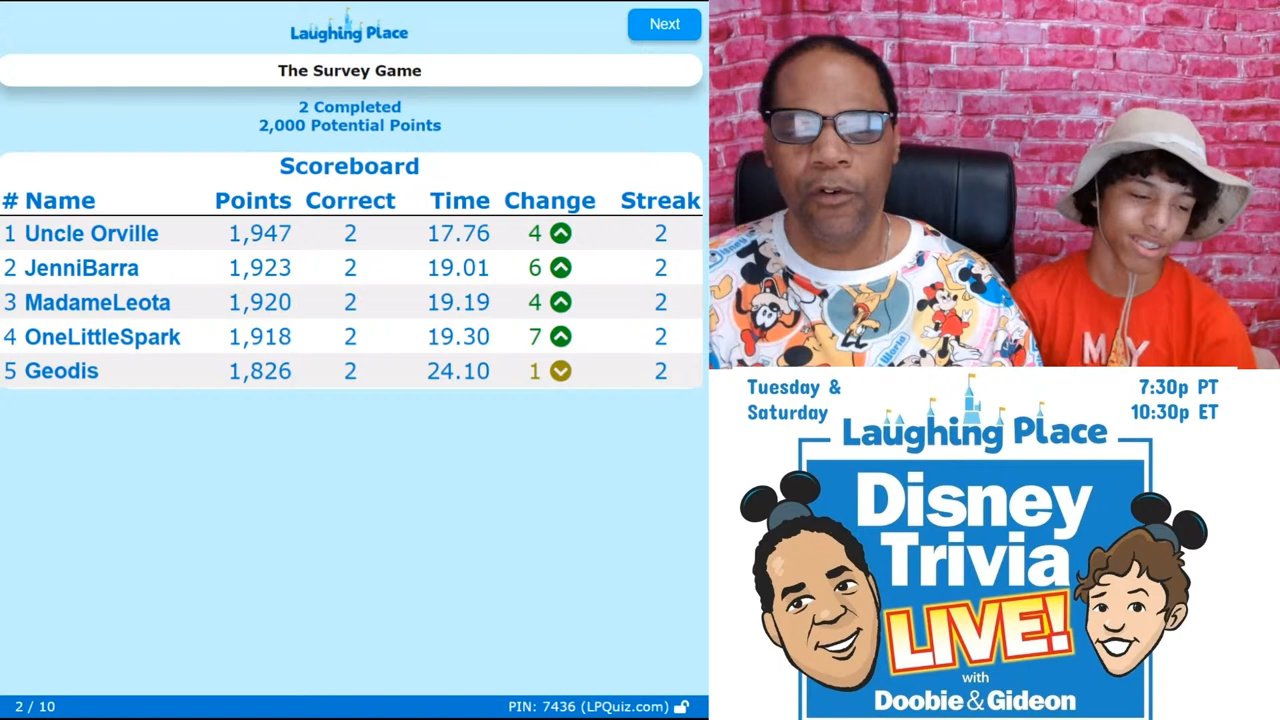 Laughing Place
Next
The Survey Game
2 Completed
2,000 Potential Points
Scoreboard
# Name Points Correct Time Change Streak
1 Uncle Orville 1,947 2 17.76 4 2
2 JenniBarra 1,923 2 19.01 6 2
3 MadameLeota 1,920 2 19.19 4 2
4 OneLittleSpark 1,918 2 19.30 7 2
5 Geodis 1,826 2 24.10 1 2
2 / 10
PIN: 7436 (LPQuiz.com)
Disney
World
Tuesday &
Saturday
7:30p PT
10:30p ET
Laughing Place
Disney
Trivia
LIVE!
with
Doobie & Gideon